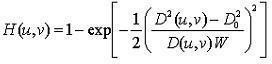 H(u,v) = 1 − exp[ −1/2 ( (D²(u,v) − D₀²) / (D(u,v)W) )² ]